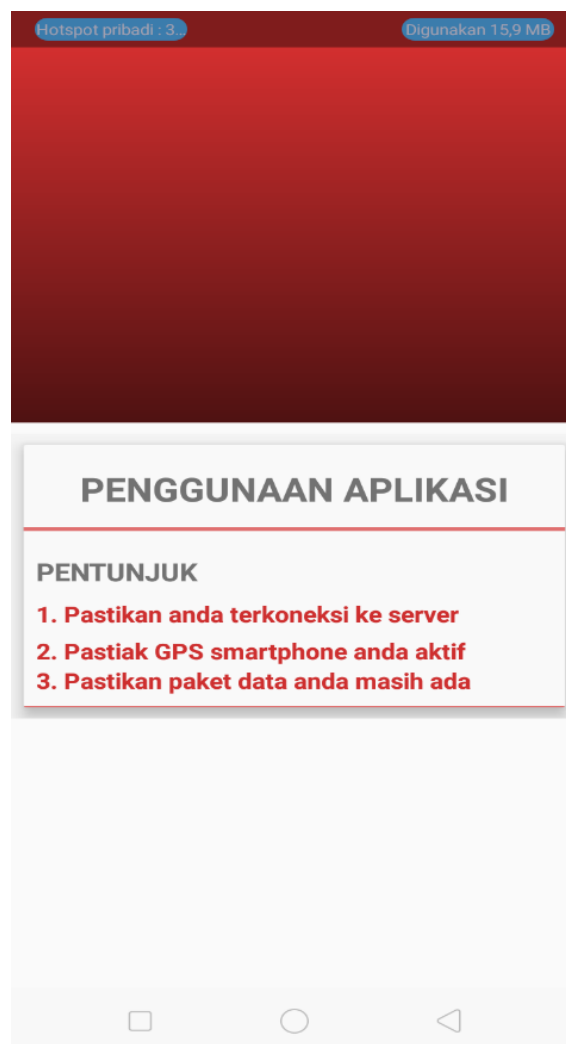 Hotspot pribadi : 3...
Digunakan 15,9 MB
PENGGUNAAN APLIKASI
PENTUNJUK
1. Pastikan anda terkoneksi ke server
2. Pastiak GPS smartphone anda aktif
3. Pastikan paket data anda masih ada